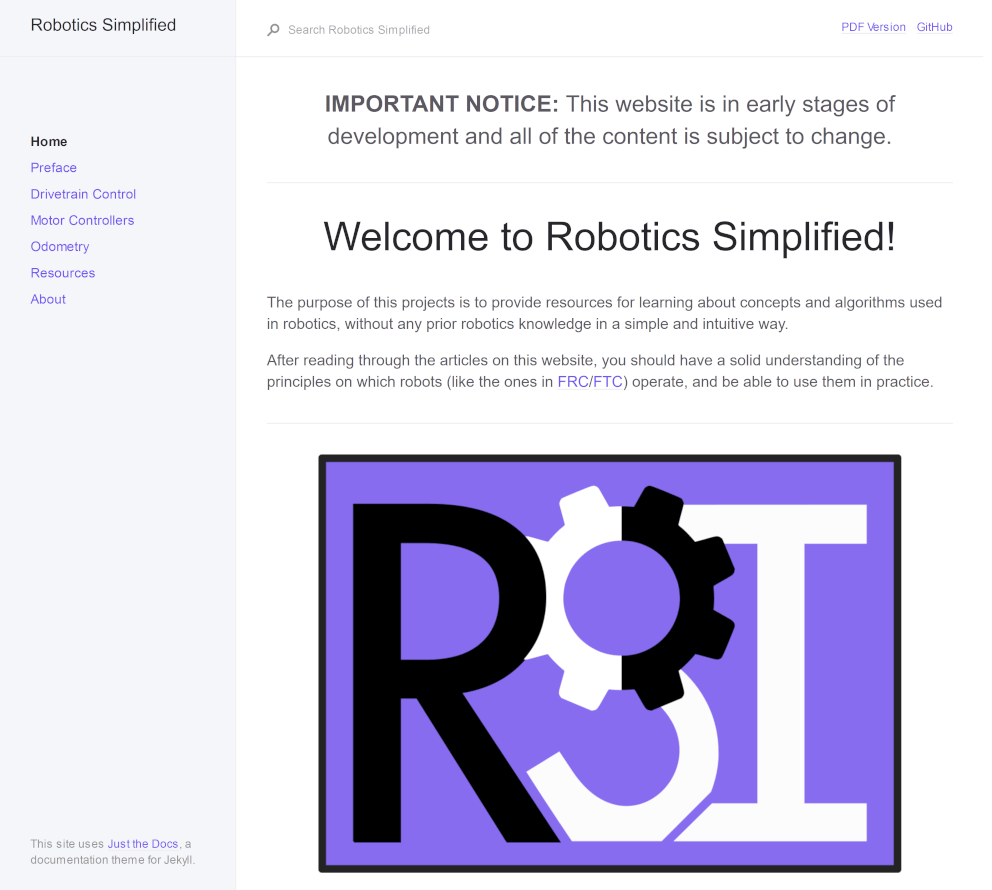 Robotics Simplified
Search Robotics Simplified
PDF Version GitHub
Home
Preface
Drivetrain Control
Motor Controllers
Odometry
Resources
About
This site uses Just the Docs, a
documentation theme for Jekyll.
IMPORTANT NOTICE: This website is in early stages of
development and all of the content is subject to change.
Welcome to Robotics Simplified!
The purpose of this projects is to provide resources for learning about concepts and algorithms used
in robotics, without any prior robotics knowledge in a simple and intuitive way.
After reading through the articles on this website, you should have a solid understanding of the
principles on which robots (like the ones in FRC/FTC) operate, and be able to use them in practice.
RSI